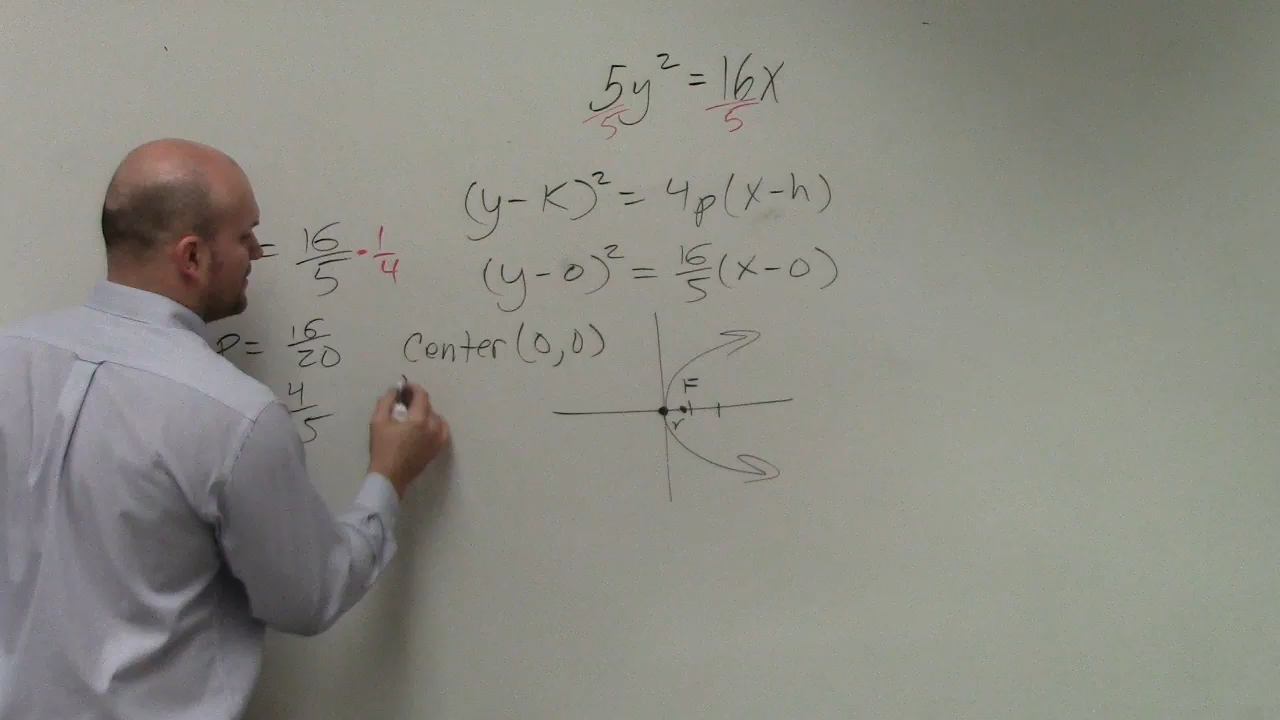 5y² = 16x
5 5
(y-K)² = 4p(x-h)
= 16/5 · 1/4
(y-0)² = 16/5 (x-0)
P = 16/20
Center (0,0)
4/5
F
v